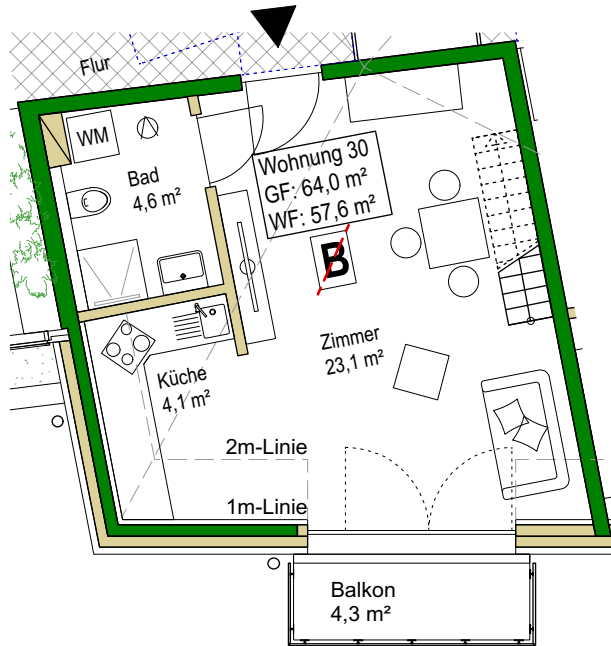 Flur
WM
Bad
4,6 m²
Wohnung 30
GF: 64,0 m²
WF: 57,6 m²
B
Zimmer
23,1 m²
Küche
4,1 m²
2m-Linie
1m-Linie
Balkon
4,3 m²